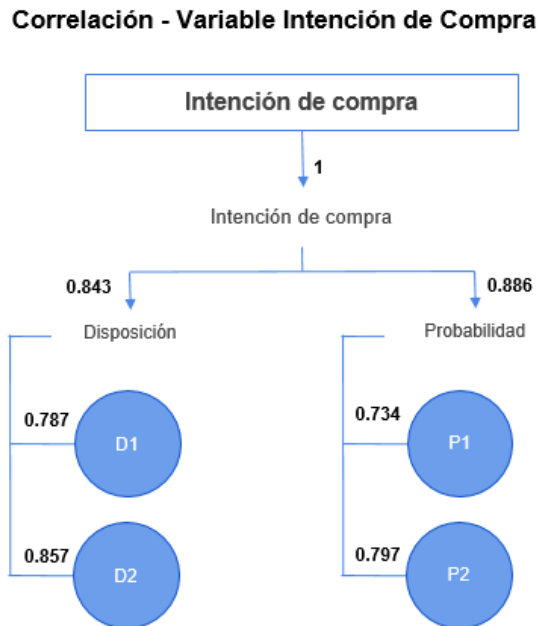 Correlación - Variable Intención de Compra
Intención de compra
1
Intención de compra
0.843
0.886
Disposición
Probabilidad
0.787
D1
0.734
P1
0.857
D2
0.797
P2